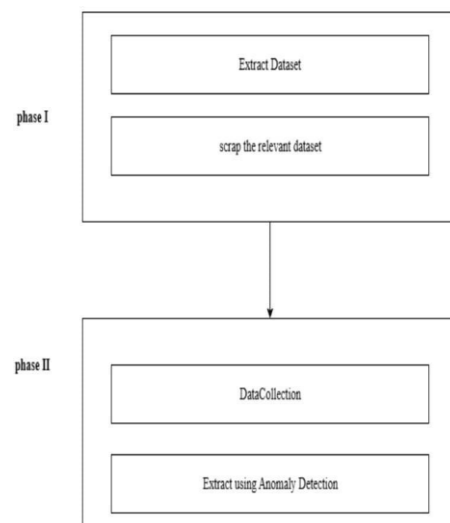 Extract Dataset
phase I
scrap the relevant dataset
phase II
DataCollection
Extract using Anomaly Detection